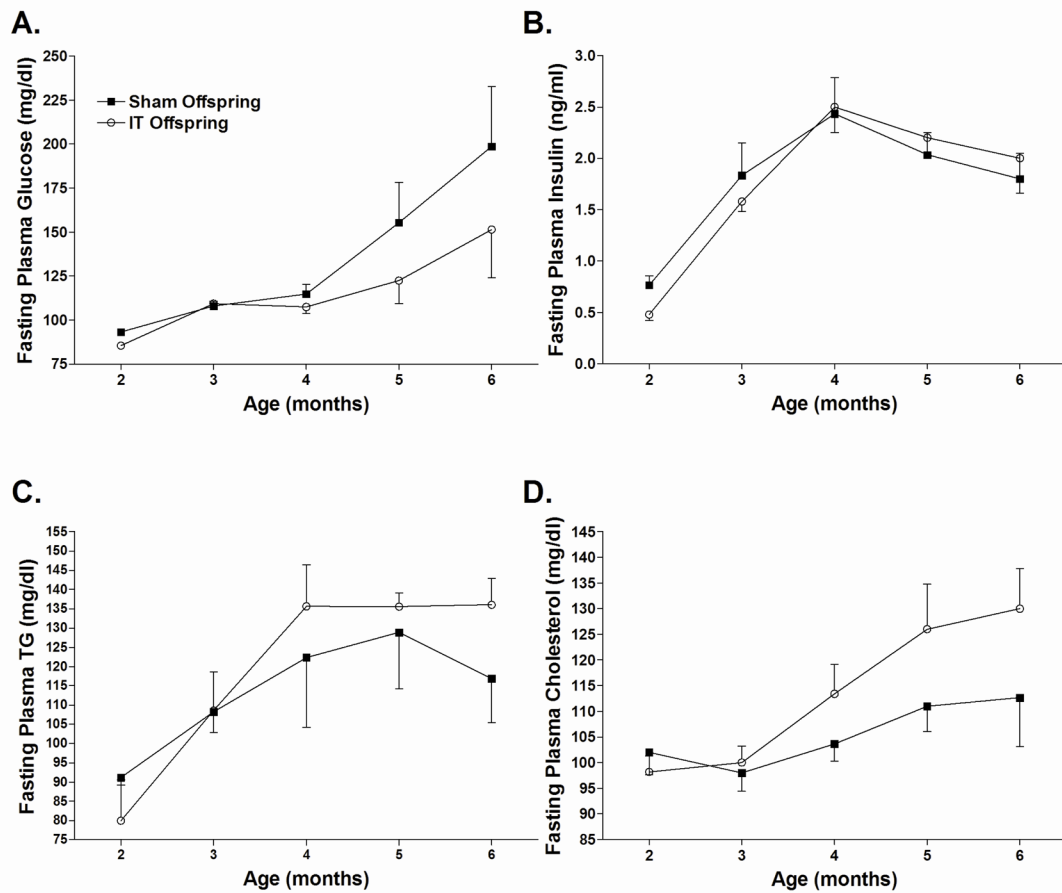 A.
Fasting Plasma Glucose (mg/dl)
250
225
200
175
150
125
100
75
Sham Offspring
IT Offspring
2 3 4 5 6
Age (months)
B.
Fasting Plasma Insulin (ng/ml)
3.0
2.5
2.0
1.5
1.0
0.5
0.0
2 3 4 5 6
Age (months)
C.
Fasting Plasma TG (mg/dl)
155
150
145
140
135
130
125
120
115
110
105
100
95
90
85
80
75
2 3 4 5 6
Age (months)
D.
Fasting Plasma Cholesterol (mg/dl)
145
140
135
130
125
120
115
110
105
100
95
90
85
2 3 4 5 6
Age (months)